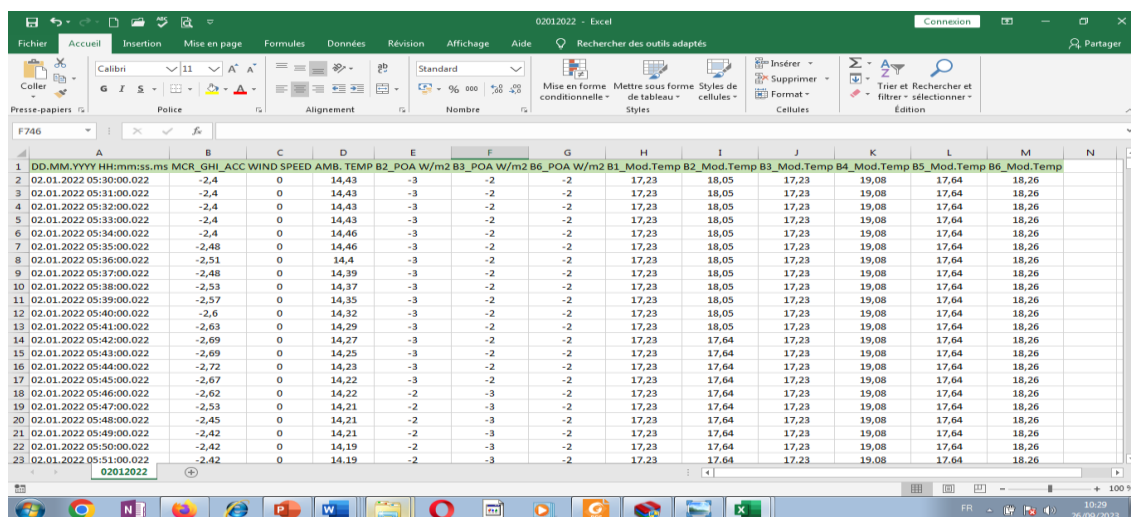 02012022 - Excel
Connexion
Fichier Accueil Insertion Mise en page Formules Données Révision Affichage Aide Rechercher des outils adaptés Partager
Calibri 11 A A Standard Insérer
Coller G I S A % 000 Mise en forme conditionnelle Mettre sous forme de tableau Styles de cellules Supprimer Format Trier et filtrer Rechercher et sélectionner
Presse-papiers Police Alignement Nombre Styles Cellules Édition
F746 fx
A B C D E F G H I J K L M N
1 DD.MM.YYYY HH:mm:ss.ms MCR_GHI_ACC WIND SPEED AMB. TEMP B2_POA W/m2 B3_POA W/m2 B6_POA W/m2 B1_Mod.Temp B2_Mod.Temp B3_Mod.Temp B4_Mod.Temp B5_Mod.Temp B6_Mod.Temp
2 02.01.2022 05:30:00.022 -2,4 0 14,43 -3 -2 -2 17,23 18,05 17,23 19,08 17,64 18,26
3 02.01.2022 05:31:00.022 -2,4 0 14,43 -3 -2 -2 17,23 18,05 17,23 19,08 17,64 18,26
4 02.01.2022 05:32:00.022 -2,4 0 14,43 -3 -2 -2 17,23 18,05 17,23 19,08 17,64 18,26
5 02.01.2022 05:33:00.022 -2,4 0 14,43 -3 -2 -2 17,23 18,05 17,23 19,08 17,64 18,26
6 02.01.2022 05:34:00.022 -2,4 0 14,46 -3 -2 -2 17,23 18,05 17,23 19,08 17,64 18,26
7 02.01.2022 05:35:00.022 -2,48 0 14,46 -3 -2 -2 17,23 18,05 17,23 19,08 17,64 18,26
8 02.01.2022 05:36:00.022 -2,51 0 14,4 -3 -2 -2 17,23 18,05 17,23 19,08 17,64 18,26
9 02.01.2022 05:37:00.022 -2,48 0 14,39 -3 -2 -2 17,23 18,05 17,23 19,08 17,64 18,26
10 02.01.2022 05:38:00.022 -2,53 0 14,37 -3 -2 -2 17,23 18,05 17,23 19,08 17,64 18,26
11 02.01.2022 05:39:00.022 -2,57 0 14,35 -3 -2 -2 17,23 18,05 17,23 19,08 17,64 18,26
12 02.01.2022 05:40:00.022 -2,6 0 14,32 -3 -2 -2 17,23 18,05 17,23 19,08 17,64 18,26
13 02.01.2022 05:41:00.022 -2,63 0 14,29 -3 -2 -2 17,23 18,05 17,23 19,08 17,64 18,26
14 02.01.2022 05:42:00.022 -2,69 0 14,27 -3 -2 -2 17,23 17,64 17,23 19,08 17,64 18,26
15 02.01.2022 05:43:00.022 -2,69 0 14,25 -3 -2 -2 17,23 17,64 17,23 19,08 17,64 18,26
16 02.01.2022 05:44:00.022 -2,72 0 14,23 -3 -2 -2 17,23 17,64 17,23 19,08 17,64 18,26
17 02.01.2022 05:45:00.022 -2,67 0 14,22 -3 -2 -2 17,23 17,64 17,23 19,08 17,64 18,26
18 02.01.2022 05:46:00.022 -2,62 0 14,22 -2 -3 -2 17,23 17,64 17,23 19,08 17,64 18,26
19 02.01.2022 05:47:00.022 -2,53 0 14,21 -2 -3 -2 17,23 17,64 17,23 19,08 17,64 18,26
20 02.01.2022 05:48:00.022 -2,45 0 14,21 -2 -3 -2 17,23 17,64 17,23 19,08 17,64 18,26
21 02.01.2022 05:49:00.022 -2,42 0 14,21 -2 -3 -2 17,23 17,64 17,23 19,08 17,64 18,26
22 02.01.2022 05:50:00.022 -2,42 0 14,19 -2 -3 -2 17,23 17,64 17,23 19,08 17,64 18,26
23 02.01.2022 05:51:00.022 -2,42 0 14,19 -2 -3 -2 17,23 17,64 17,23 19,08 17,64 18,26
02012022
100 %
FR 10:29
26/09/2023